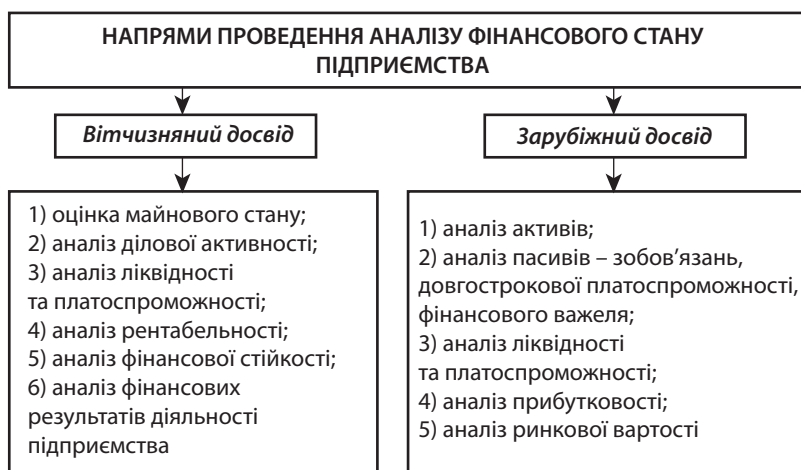 НАПРЯМИ ПРОВЕДЕННЯ АНАЛІЗУ ФІНАНСОВОГО СТАНУ
ПІДПРИЄМСТВА
Вітчизняний досвід
Зарубіжний досвід
1) оцінка майнового стану;
2) аналіз ділової активності;
3) аналіз ліквідності
та платоспроможності;
4) аналіз рентабельності;
5) аналіз фінансової стійкості;
6) аналіз фінансових
результатів діяльності
підприємства
1) аналіз активів;
2) аналіз пасивів – зобов’язань,
довгострокової платоспроможності,
фінансового важеля;
3) аналіз ліквідності
та платоспроможності;
4) аналіз прибутковості;
5) аналіз ринкової вартості